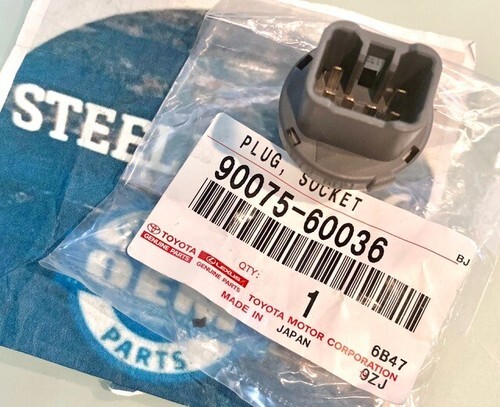 STEEL
PLUG, SOCKET
90075-60036
BJ
TOYOTA
GENUINE PARTS
LEXUS
GENUINE PARTS
QTY:
1
TOYOTA MOTOR CORPORATION
6B47
MADE IN JAPAN
9ZJ
PARTS